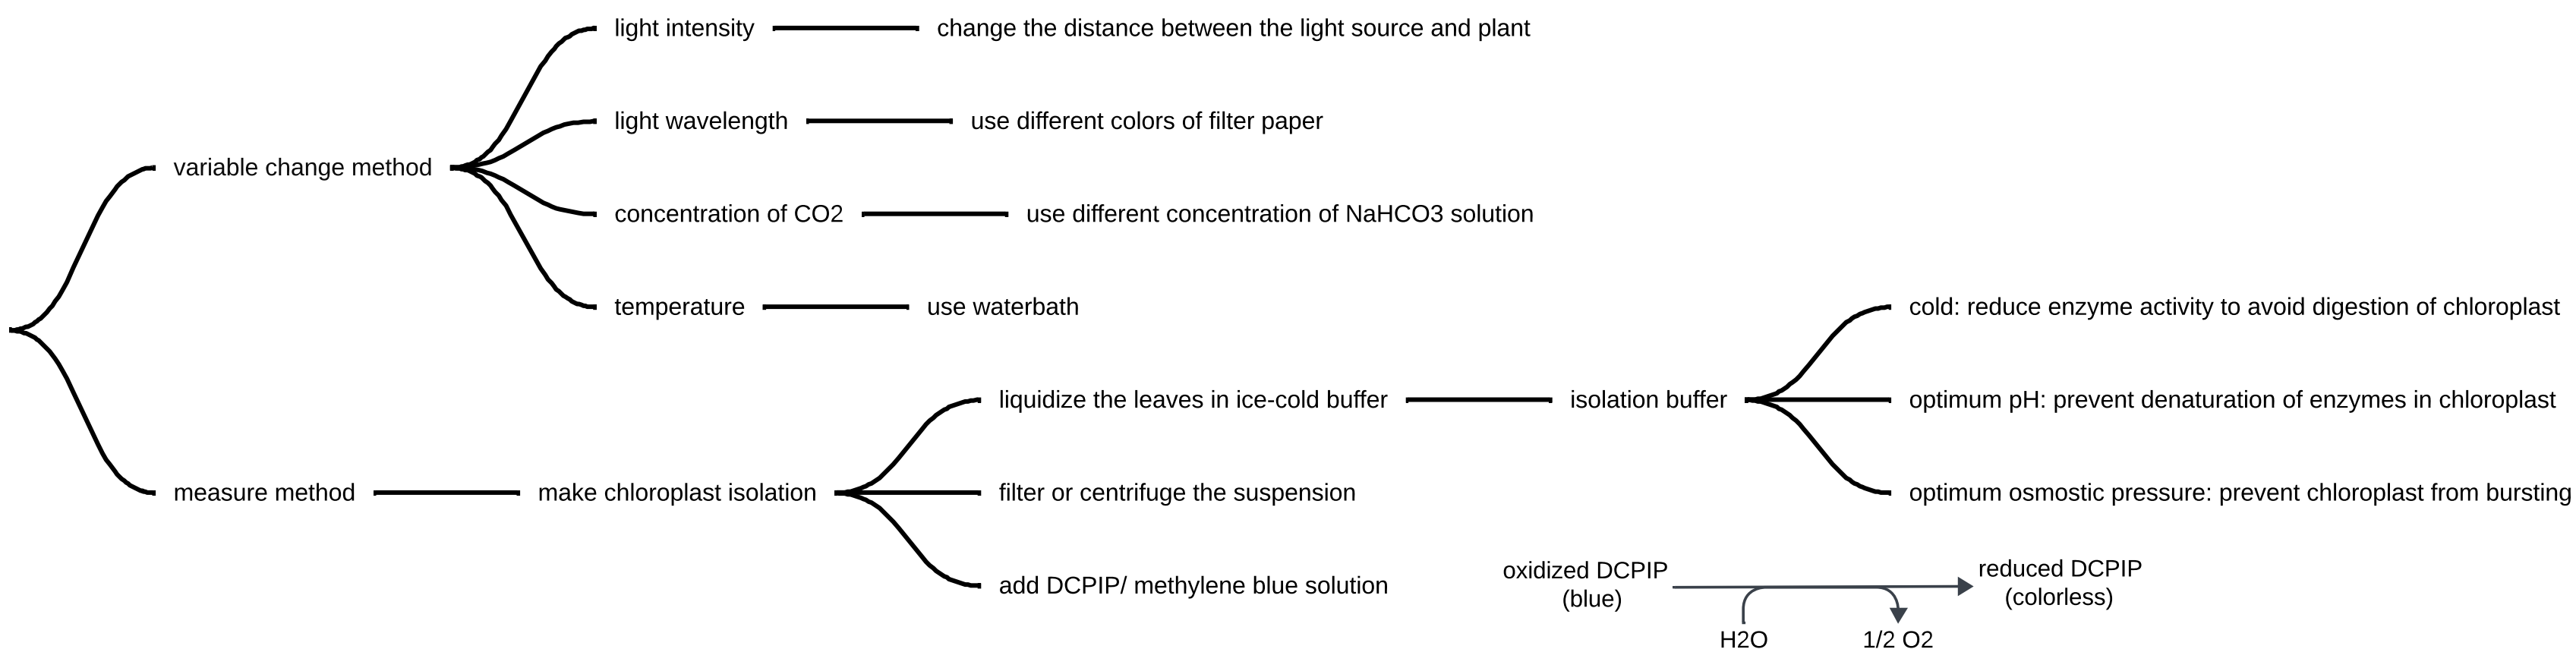 light intensity
change the distance between the light source and plant
light wavelength
use different colors of filter paper
variable change method
concentration of CO2
use different concentration of NaHCO3 solution
temperature
use waterbath
cold: reduce enzyme activity to avoid digestion of chloroplast
liquidize the leaves in ice-cold buffer
isolation buffer
optimum pH: prevent denaturation of enzymes in chloroplast
measure method
make chloroplast isolation
filter or centrifuge the suspension
optimum osmostic pressure: prevent chloroplast from bursting
add DCPIP/ methylene blue solution
oxidized DCPIP
(blue)
reduced DCPIP
(colorless)
H2O
1/2 O2